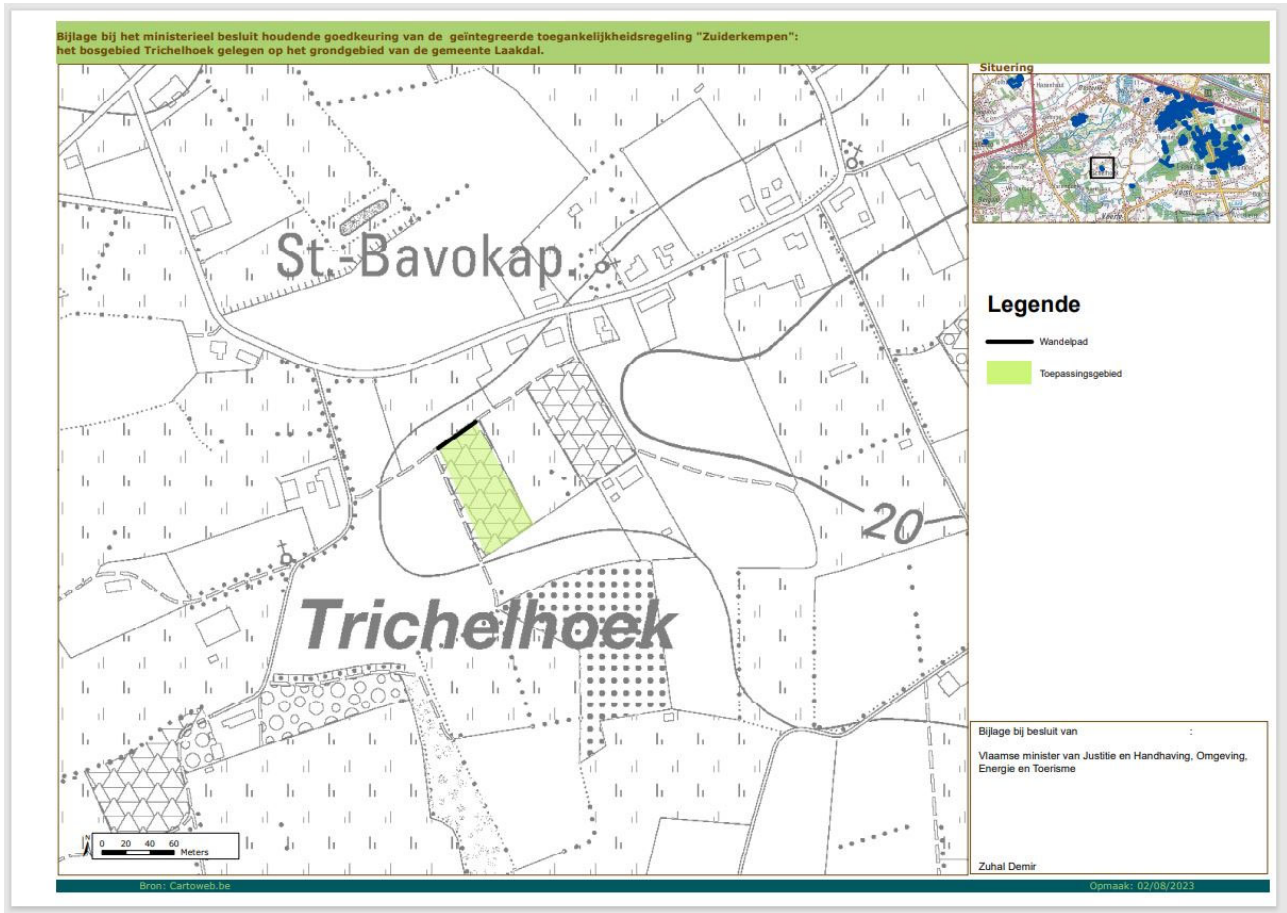 Bijlage bij het ministerieel besluit houdende goedkeuring van de geïntegreerde toegankelijkheidsregeling "Zuiderkempen":
het bosgebied Trichelhoek gelegen op het grondgebied van de gemeente Laakdal.
Situering
St.-Bavokap.
Legende
Wandelpad
Toepassingsgebied
20
Trichelhoek
Bijlage bij besluit van :
Vlaamse minister van Justitie en Handhaving, Omgeving,
Energie en Toerisme
Zuhal Demir
N
0 20 40 60
Meters
Bron: Cartoweb.be
Opmaak: 02/08/2023